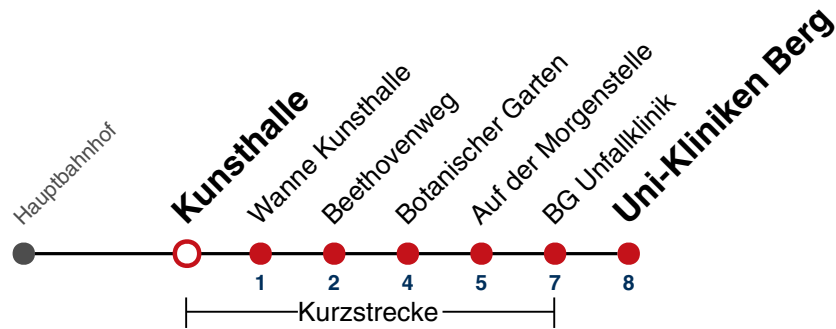 Hauptbahnhof
Kunsthalle
Wanne Kunsthalle
Beethovenweg
Botanischer Garten
Auf der Morgenstelle
BG Unfallklinik
Uni-Kliniken Berg
1 2 4 5 7 8
Kurzstrecke